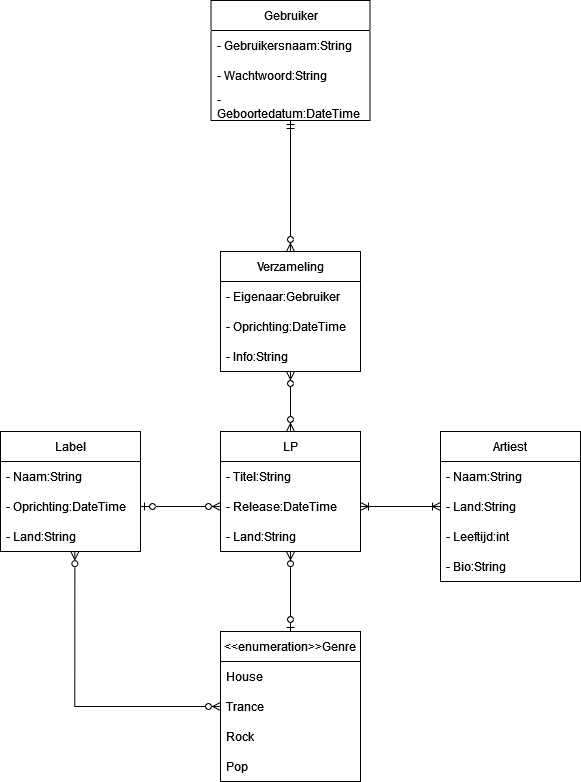 Gebruiker
- Gebruikersnaam:String
- Wachtwoord:String
-
Geboortedatum:DateTime
Verzameling
- Eigenaar:Gebruiker
- Oprichting:DateTime
- Info:String
Label
- Naam:String
- Oprichting:DateTime
- Land:String
LP
- Titel:String
- Release:DateTime
- Land:String
Artiest
- Naam:String
- Land:String
- Leeftijd:int
- Bio:String
<<enumeration>>Genre
House
Trance
Rock
Pop